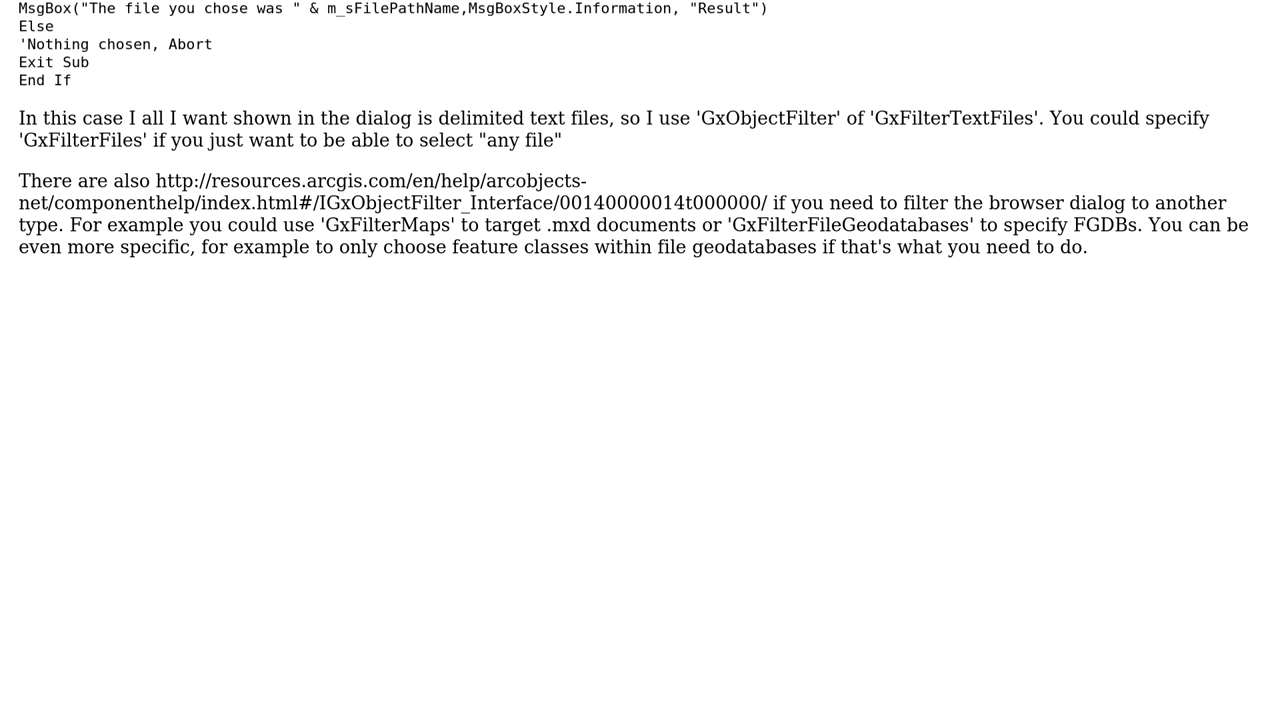 MsgBox("The file you chose was " & m_sFilePathName,MsgBoxStyle.Information, "Result")
Else
'Nothing chosen, Abort
Exit Sub
End If
In this case I all I want shown in the dialog is delimited text files, so I use 'GxObjectFilter' of 'GxFilterTextFiles'. You could specify
'GxFilterFiles' if you just want to be able to select "any file"
There are also http://resources.arcgis.com/en/help/arcobjects-
net/componenthelp/index.html#/IGxObjectFilter_Interface/00140000014t000000/ if you need to filter the browser dialog to another
type. For example you could use 'GxFilterMaps' to target .mxd documents or 'GxFilterFileGeodatabases' to specify FGDBs. You can be
even more specific, for example to only choose feature classes within file geodatabases if that's what you need to do.